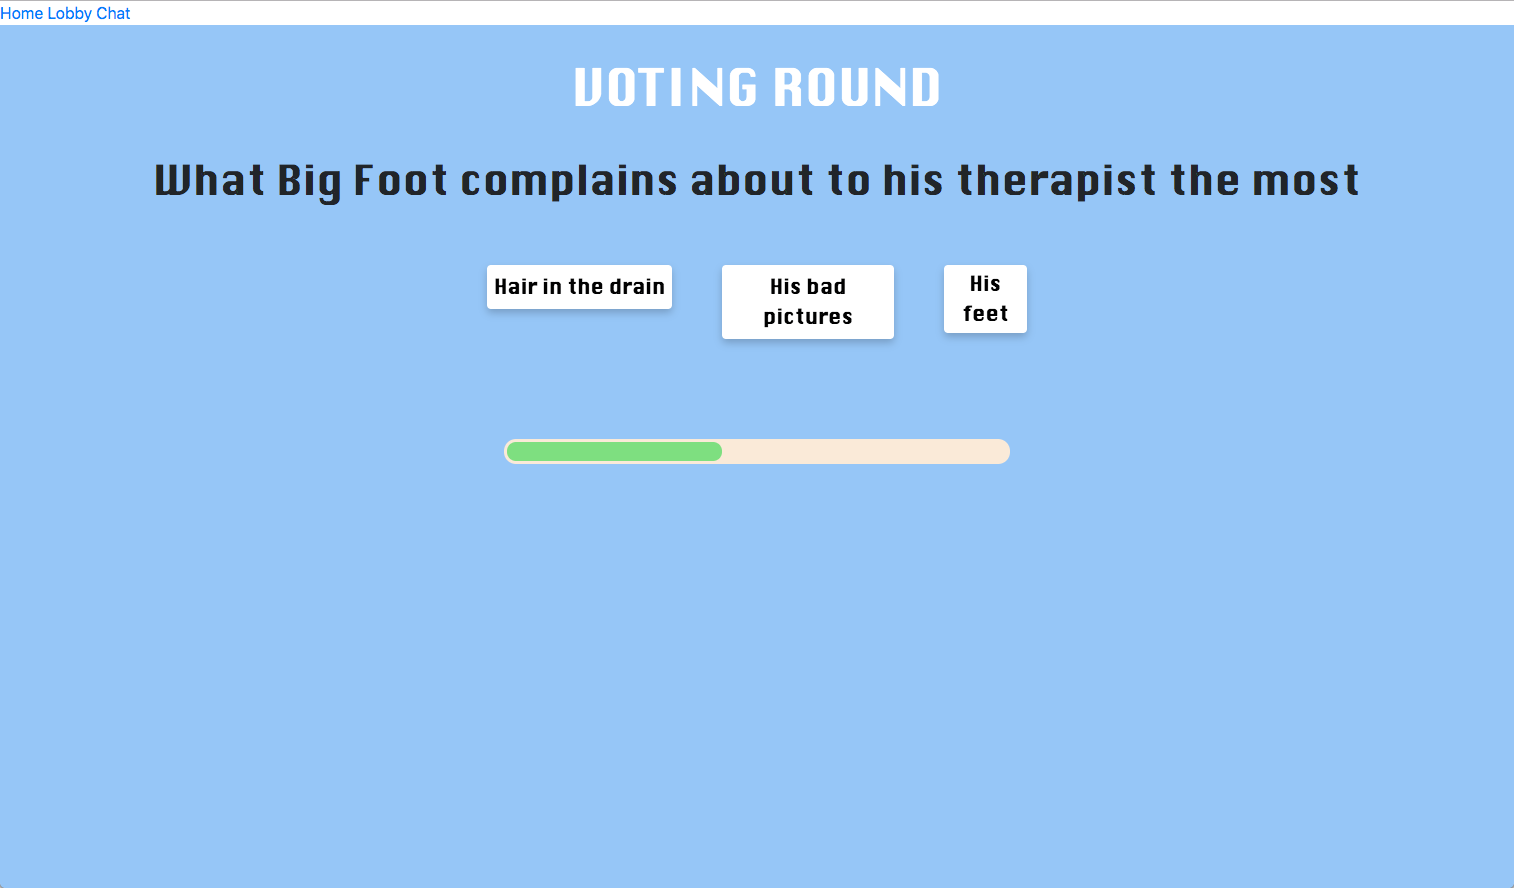 Home Lobby Chat
VOTING ROUND
What Big Foot complains about to his therapist the most
Hair in the drain
His bad
pictures
His
feet